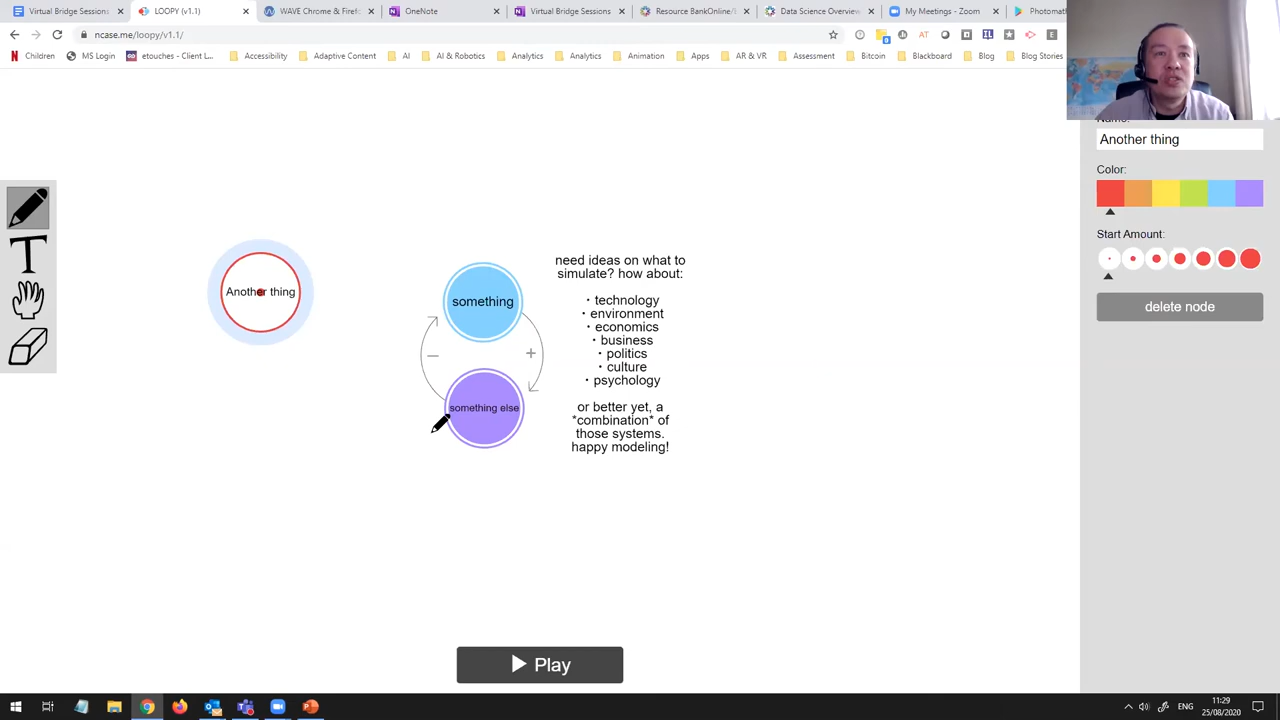 Virtual Bridge Session
LOOPY (v1.1)
WAVE Chrome & Firef
OneNote
Virtual Bridge Sessions
Resource BankOnline/
Data Science Overview
My Meetings - Zoom
Photomath
ncase.me/loopy/v1.1/
Children
MS Login
etouches - Client L...
Accessibility
Adaptive Content
AI
AI & Robotics
Analytics
Analytics
Animation
Apps
AR & VR
Assessment
Bitcoin
Blackboard
Blog
Blog Stories
Name:
Another thing
Color:
Start Amount:
delete node
Another thing
something
something else
need ideas on what to
simulate? how about:
· technology
· environment
· economics
· business
· politics
· culture
· psychology
or better yet, a
*combination* of
those systems.
happy modeling!
Play
ENG
11:29
25/08/2020